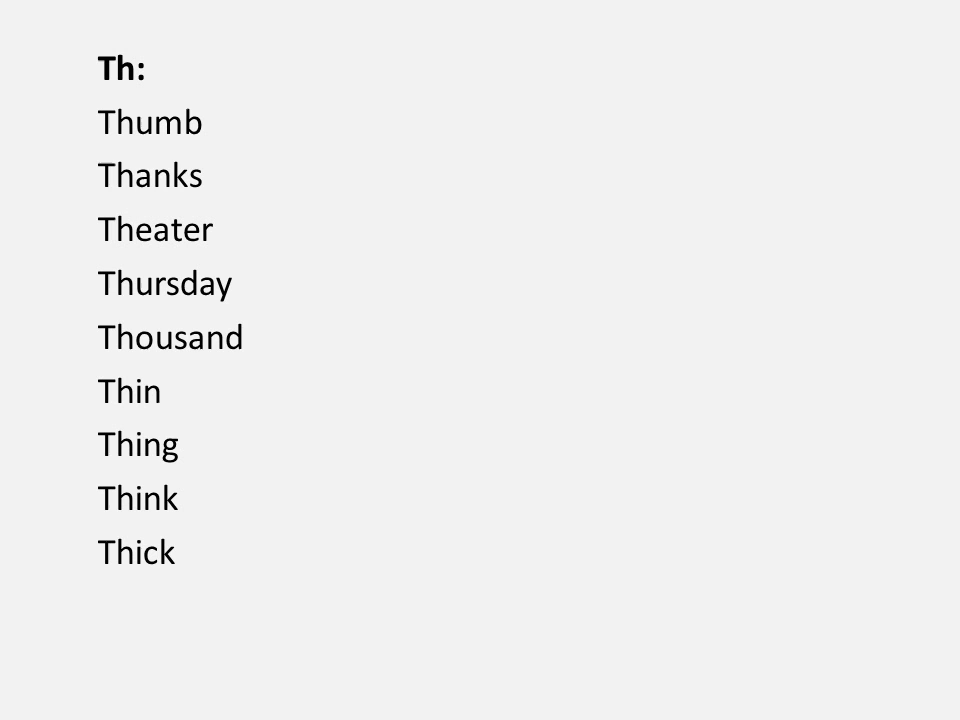 Th:
Thumb
Thanks
Theater
Thursday
Thousand
Thin
Thing
Think
Thick